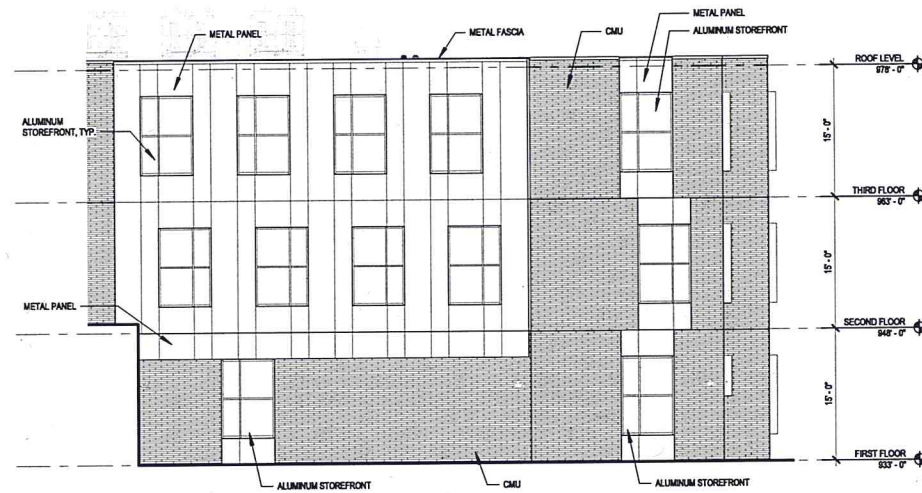 METAL PANEL
METAL FASCIA
CMU
METAL PANEL
ALUMINUM STOREFRONT
ROOF LEVEL
978' - 0"
ALUMINUM
STOREFRONT, TYP.
15' - 0"
THIRD FLOOR
963' - 0"
15' - 0"
METAL PANEL
SECOND FLOOR
948' - 0"
15' - 0"
FIRST FLOOR
933' - 0"
ALUMINUM STOREFRONT
CMU
ALUMINUM STOREFRONT